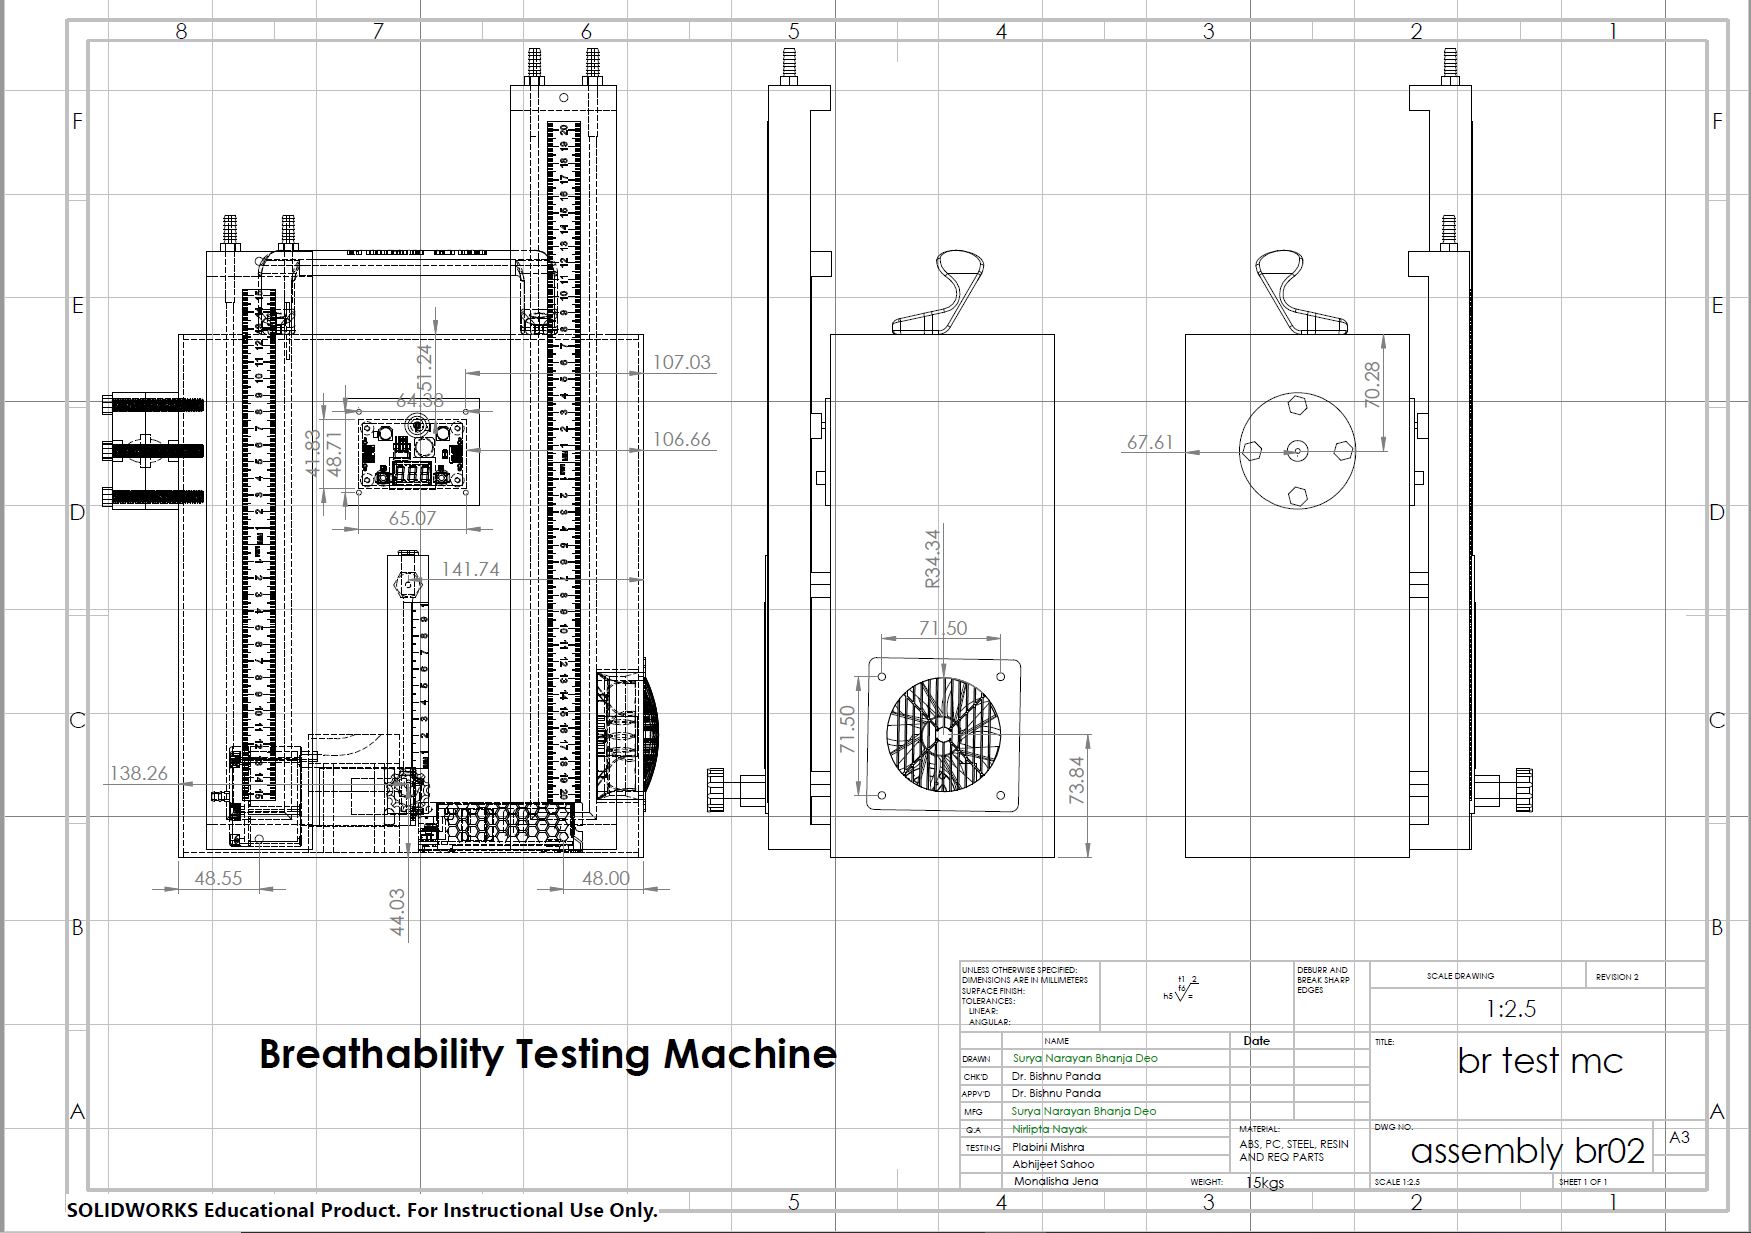 8 7 6 5 4 3 2 1
F F
E E
107.03
51.24
64.38
70.28
106.66
67.61
41.83
48.71
D D
65.07
R34.34
141.74
71.50
C C
71.50
138.26
73.84
48.55
48.00
44.03
B B
UNLESS OTHERWISE SPECIFIED:
DIMENSIONS ARE IN MILLIMETERS
SURFACE FINISH:
TOLERANCES:
LINEAR:
ANGULAR:
DEBURR AND
BREAK SHARP
EDGES
SCALE DRAWING
REVISION 2
1:2.5
Breathability Testing Machine
NAME Date
DRAWN Surya Narayan Bhanja Deo
CHK'D Dr. Bishnu Panda
APPV'D Dr. Bishnu Panda
MFG Surya Narayan Bhanja Deo
Q.A Nirlipta Nayak
TESTING Plabini Mishra
Abhijeet Sahoo
Monalisha Jena
TITLE:
br test mc
A A
MATERIAL:
ABS, PC, STEEL, RESIN
AND REQ PARTS
WEIGHT: 15kgs
DWG NO.
assembly br02
A3
SCALE 1:2.5
SHEET 1 OF 1
5 4 3 2 1
SOLIDWORKS Educational Product. For Instructional Use Only.